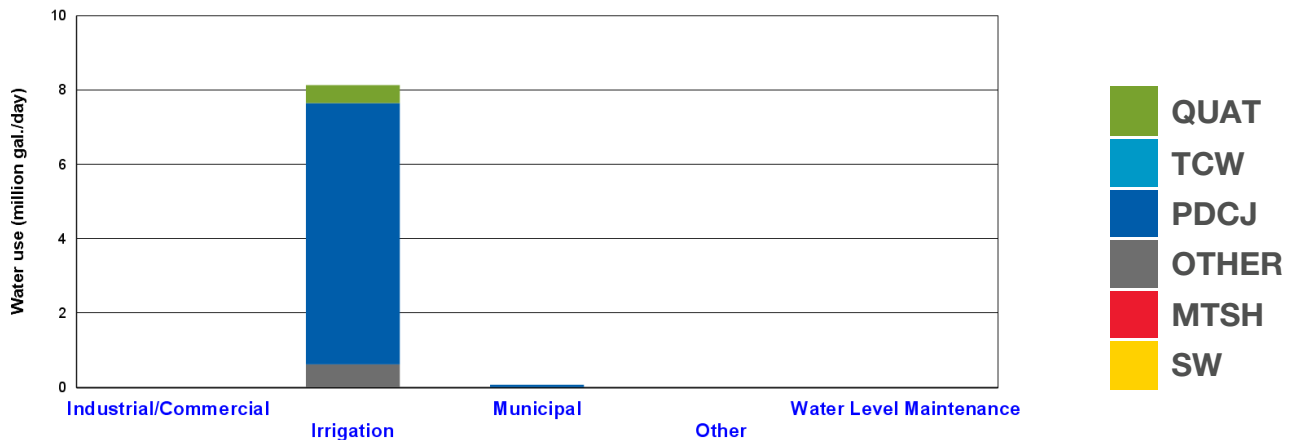 Water use (million gal./day)
10
8
6
4
2
0
Industrial/Commercial
Irrigation
Municipal
Other
Water Level Maintenance
QUAT
TCW
PDCJ
OTHER
MTSH
SW